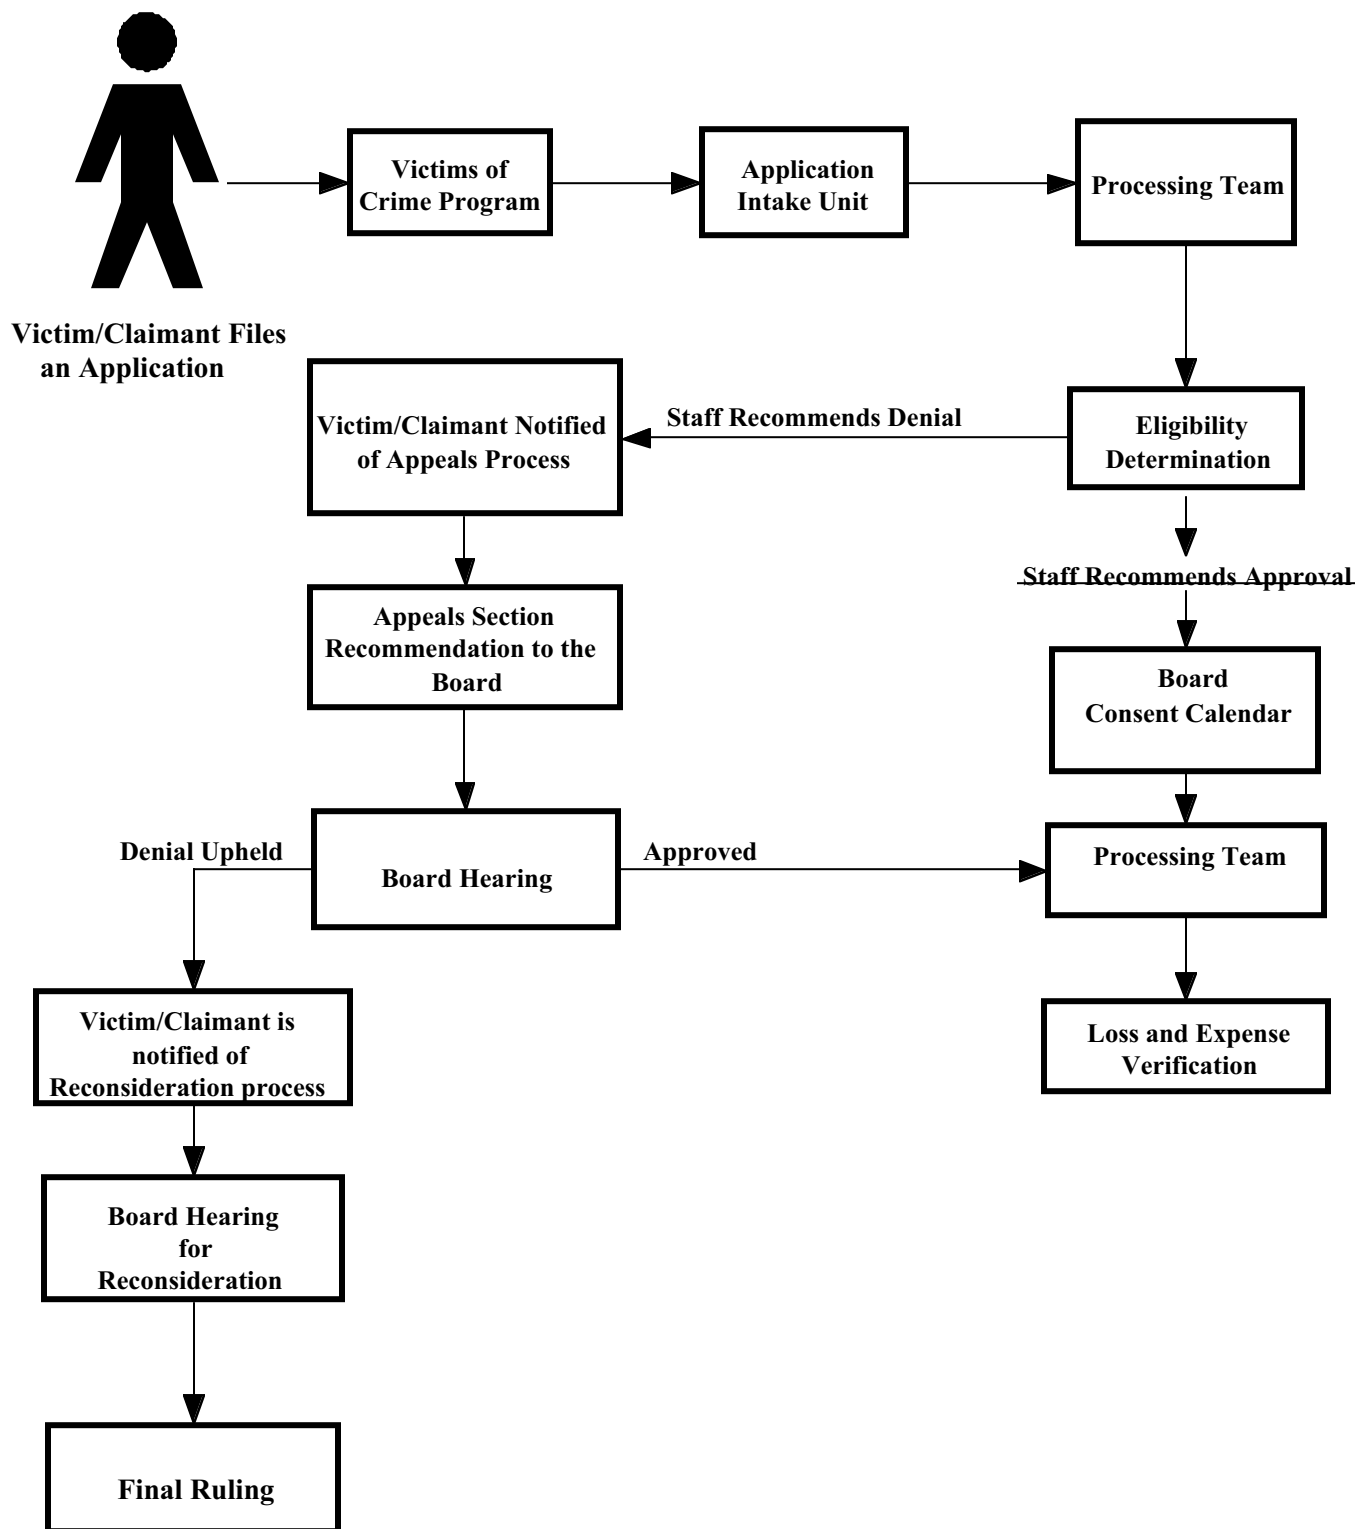 Victims of
Crime Program
Application
Intake Unit
Processing Team
Victim/Claimant Files
an Application
Victim/Claimant Notified
of Appeals Process
Staff Recommends Denial
Eligibility
Determination
Staff Recommends Approval
Appeals Section
Recommendation to the
Board
Board
Consent Calendar
Denial Upheld
Board Hearing
Approved
Processing Team
Victim/Claimant is
notified of
Reconsideration process
Loss and Expense
Verification
Board Hearing
for
Reconsideration
Final Ruling